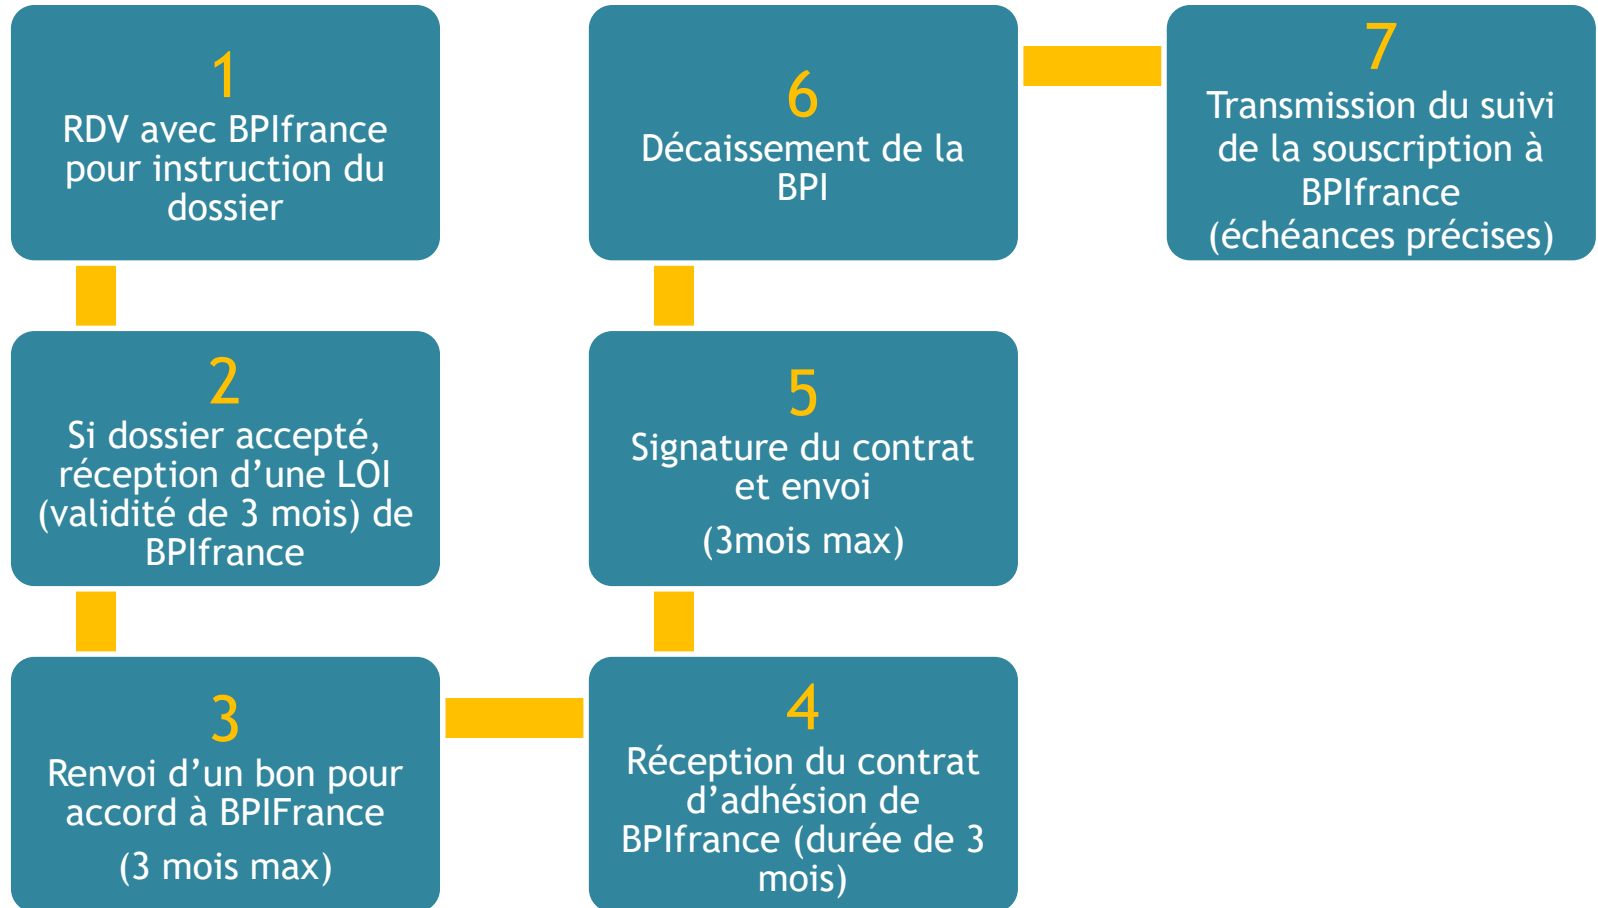 1
RDV avec BPIfrance
pour instruction du
dossier
2
Si dossier accepté,
réception d’une LOI
(validité de 3 mois) de
BPIfrance
3
Renvoi d’un bon pour
accord à BPIFrance
(3 mois max)
4
Réception du contrat
d’adhésion de
BPIfrance (durée de 3
mois)
5
Signature du contrat
et envoi
(3mois max)
6
Décaissement de la
BPI
7
Transmission du suivi
de la souscription à
BPIfrance
(échéances précises)